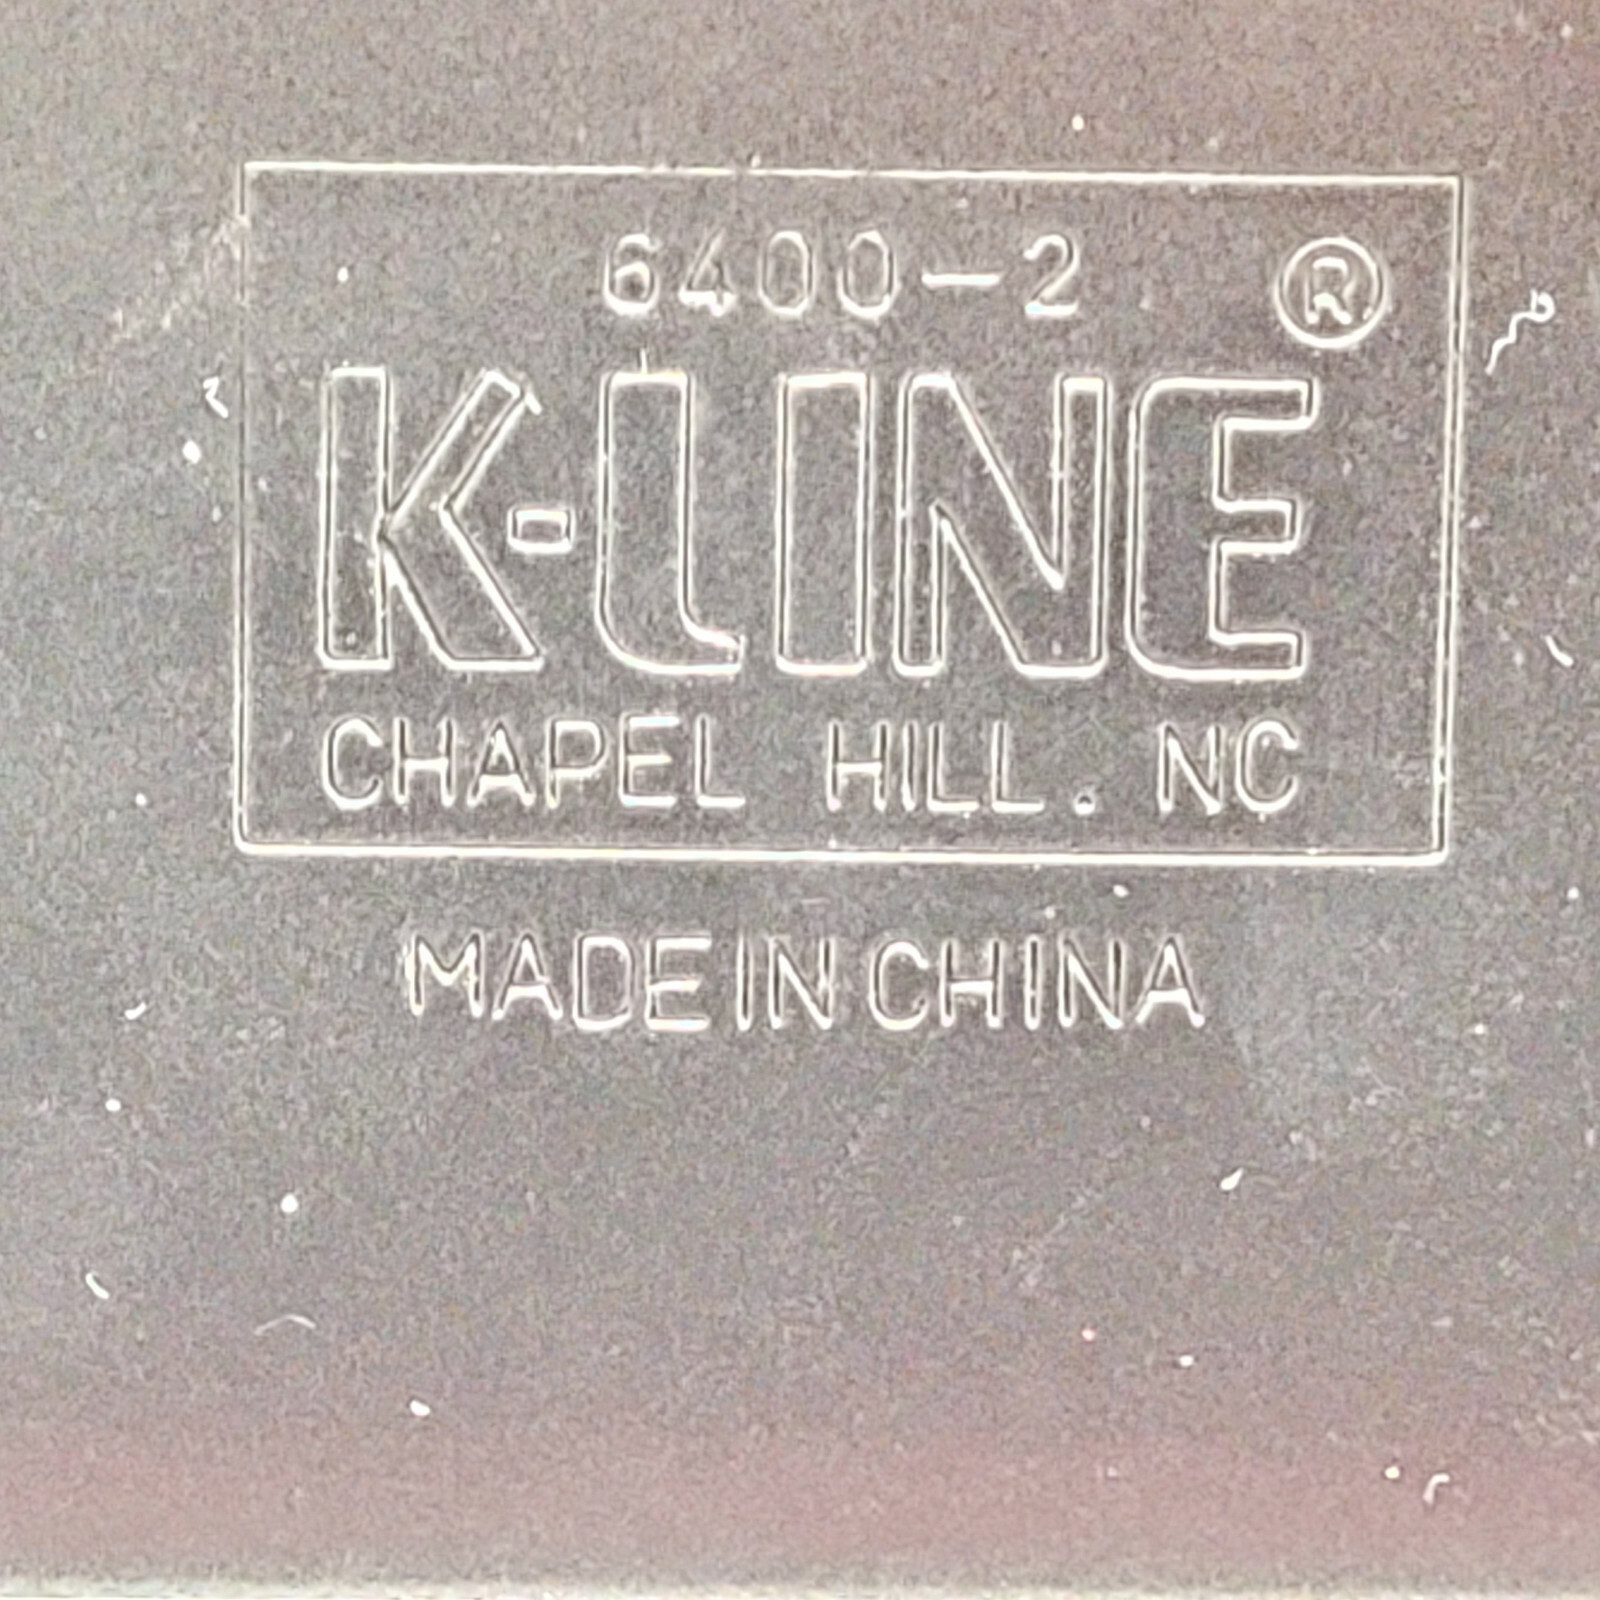 6400-2 ®
K-LINE
CHAPEL HILL. NC
MADE IN CHINA